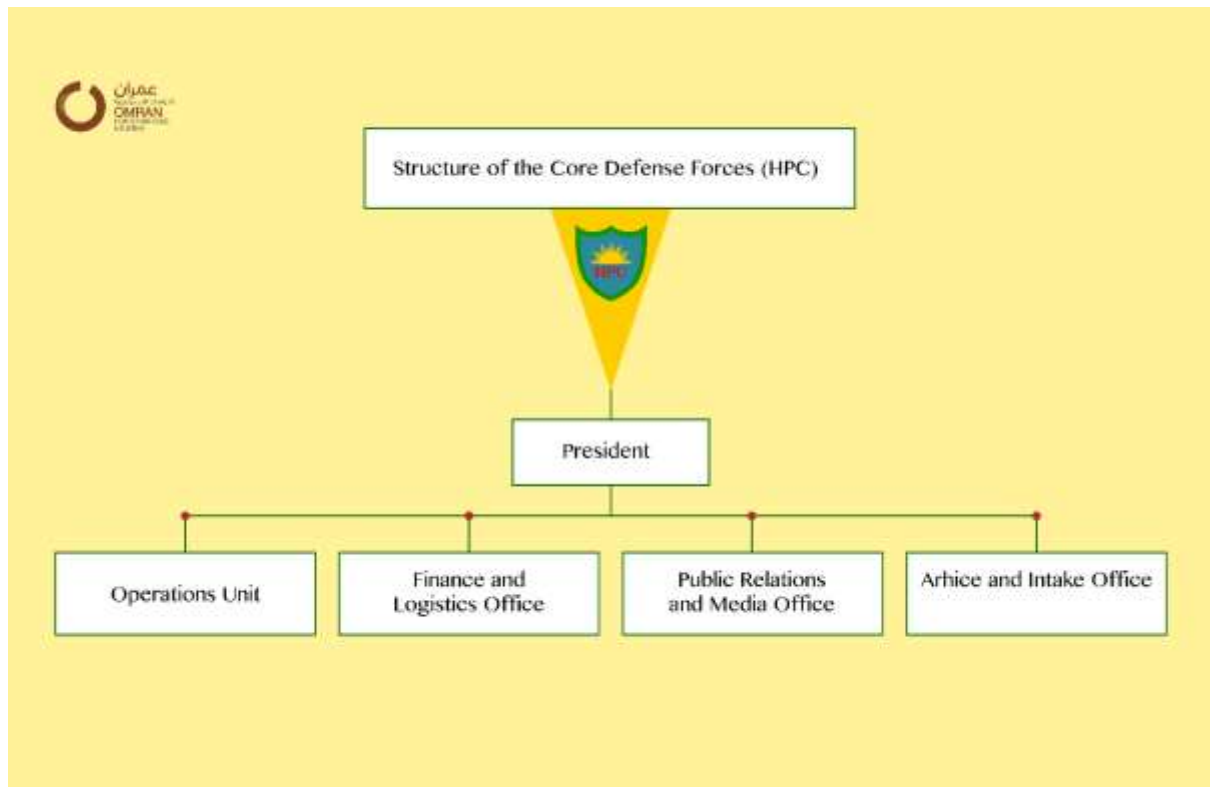 عمران
OMRAN
Structure of the Core Defense Forces (HPC)
HPC
President
Operations Unit
Finance and
Logistics Office
Public Relations
and Media Office
Arhice and Intake Office